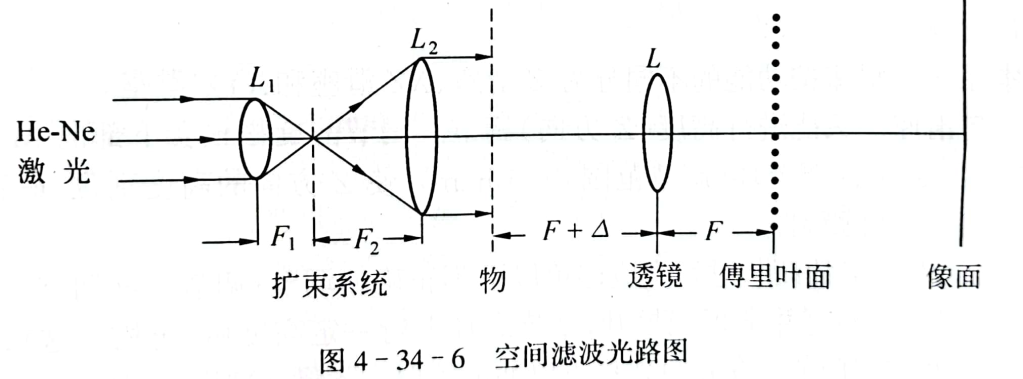 L₂
L₁
L
He-Ne
激光
F₁
F₂
F + Δ
F
扩束系统
物
透镜
傅里叶面
像面
图 4-34-6 空间滤波光路图